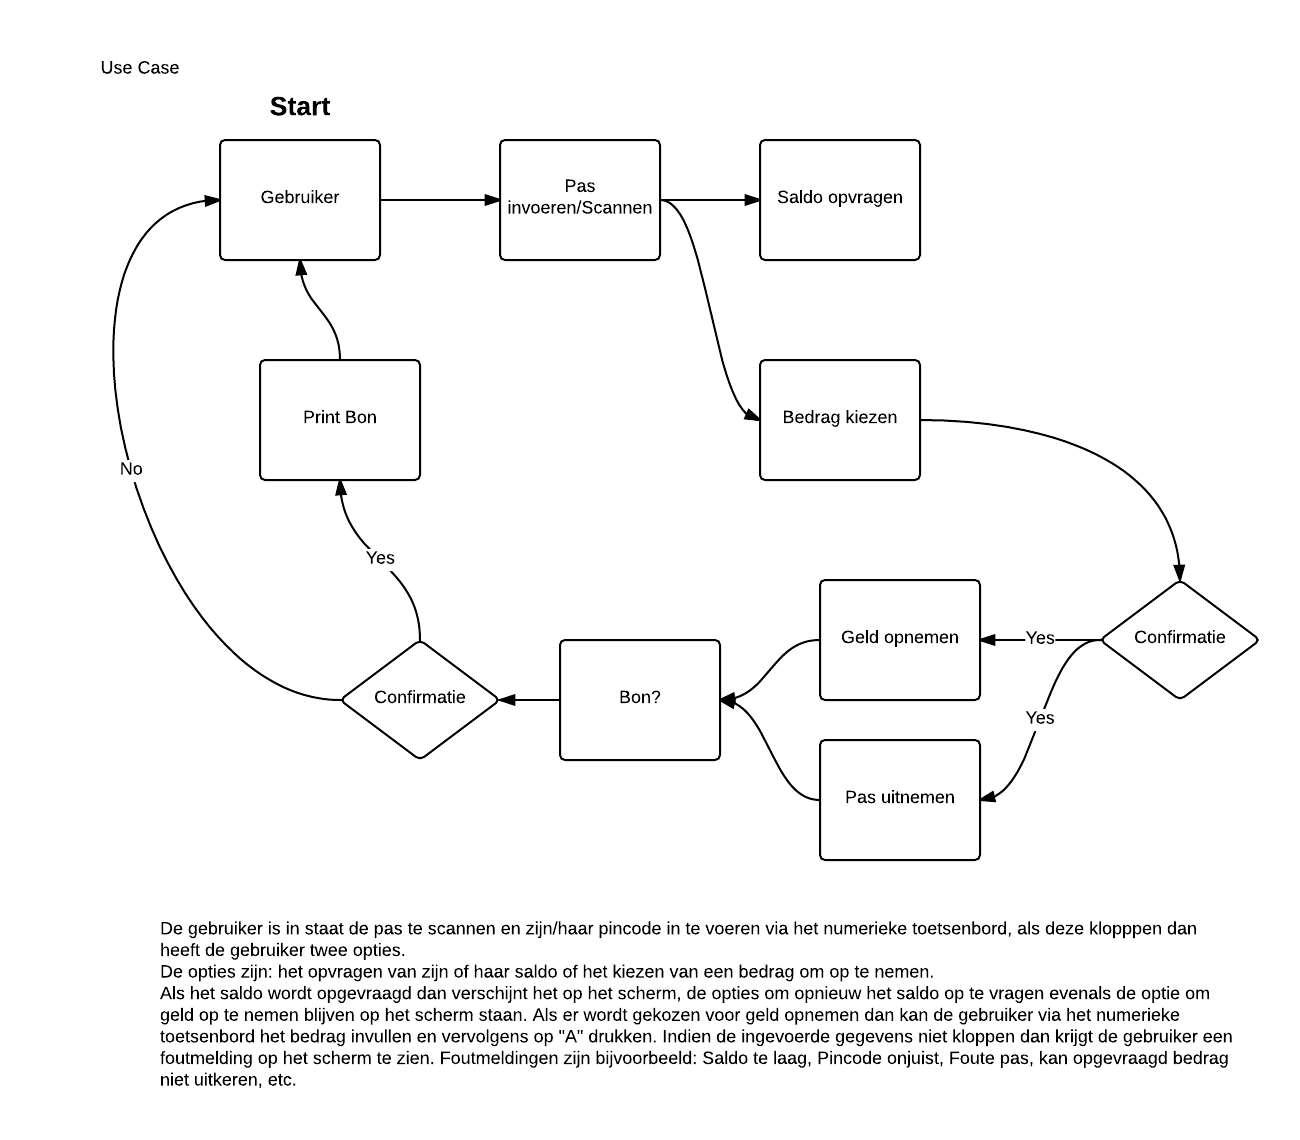 Use Case
Start
Gebruiker
Pas
invoeren/Scannen
Saldo opvragen
Print Bon
Bedrag kiezen
No
Yes
Geld opnemen
Yes
Confirmatie
Confirmatie
Bon?
Yes
Pas uitnemen
De gebruiker is in staat de pas te scannen en zijn/haar pincode in te voeren via het numerieke toetsenbord, als deze klopppen dan
heeft de gebruiker twee opties.
De opties zijn: het opvragen van zijn of haar saldo of het kiezen van een bedrag om op te nemen.
Als het saldo wordt opgevraagd dan verschijnt het op het scherm, de opties om opnieuw het saldo op te vragen evenals de optie om
geld op te nemen blijven op het scherm staan. Als er wordt gekozen voor geld opnemen dan kan de gebruiker via het numerieke
toetsenbord het bedrag invullen en vervolgens op "A" drukken. Indien de ingevoerde gegevens niet kloppen dan krijgt de gebruiker een
foutmelding op het scherm te zien. Foutmeldingen zijn bijvoorbeeld: Saldo te laag, Pincode onjuist, Foute pas, kan opgevraagd bedrag
niet uitkeren, etc.